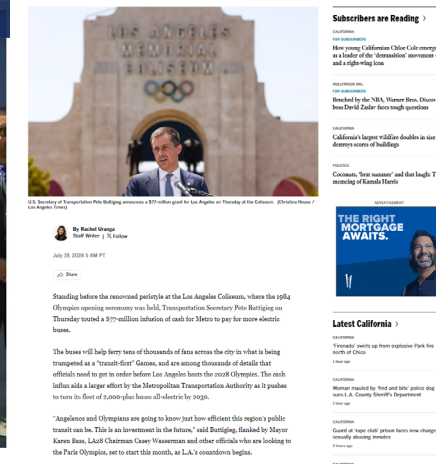 LOS ANGELES
MEMORIAL
COLISEUM
U.S. Secretary of Transportation Pete Buttigieg announces a $77-million grant for Los Angeles on Thursday at the Coliseum. (Christina House /
Los Angeles Times)
By Rachel Uranga
Staff Writer | X Follow
July 19, 2024 5 AM PT
Share
Standing before the renowned peristyle at the Los Angeles Coliseum, where the 1984
Olympics opening ceremony was held, Transportation Secretary Pete Buttigieg on
Thursday touted a $77-million infusion of cash for Metro to pay for more electric
buses.
The buses will help ferry tens of thousands of fans across the city in what is being
trumpeted as a "transit-first" Games, and are among thousands of details that
officials need to get in order before Los Angeles hosts the 2028 Olympics. The cash
influx aids a larger effort by the Metropolitan Transportation Authority as it pushes
to turn its fleet of 2,000-plus buses all-electric by 2030.
"Angelenos and Olympians are going to know just how efficient this region's public
transit can be. This is an investment in the future," said Buttigieg, flanked by Mayor
Karen Bass, LA28 Chairman Casey Wasserman and other officials who are looking to
the Paris Olympics, set to start this month, as L.A.'s countdown begins.
Subscribers are Reading >
CALIFORNIA
FOR SUBSCRIBERS
How young Californian Chloe Cole
as a leader of the 'detransition' movement
and a right-wing icon
HOLLYWOOD INC.
FOR SUBSCRIBERS
Benched by the NBA, Warner Bros.
boss David Zaslav faces tough questions
CALIFORNIA
California's largest wildfire doubles in size
destroys scores of buildings
POLITICS
Coconuts, 'brat summer' and that laugh:
memeing of Kamala Harris
ADVERTISEMENT
THE RIGHT
MORTGAGE
AWAITS.
Latest California >
CALIFORNIA
'Firenado' swirls up from explosive Park fire
north of Chico
1 hour ago
CALIFORNIA
Woman mauled by 'find and bite' police dog
sues L.A. County Sheriff's Department
1 hour ago
CALIFORNIA
Guard at 'rape club' prison faces new charge
sexually abusing inmates
CALIFORNIA